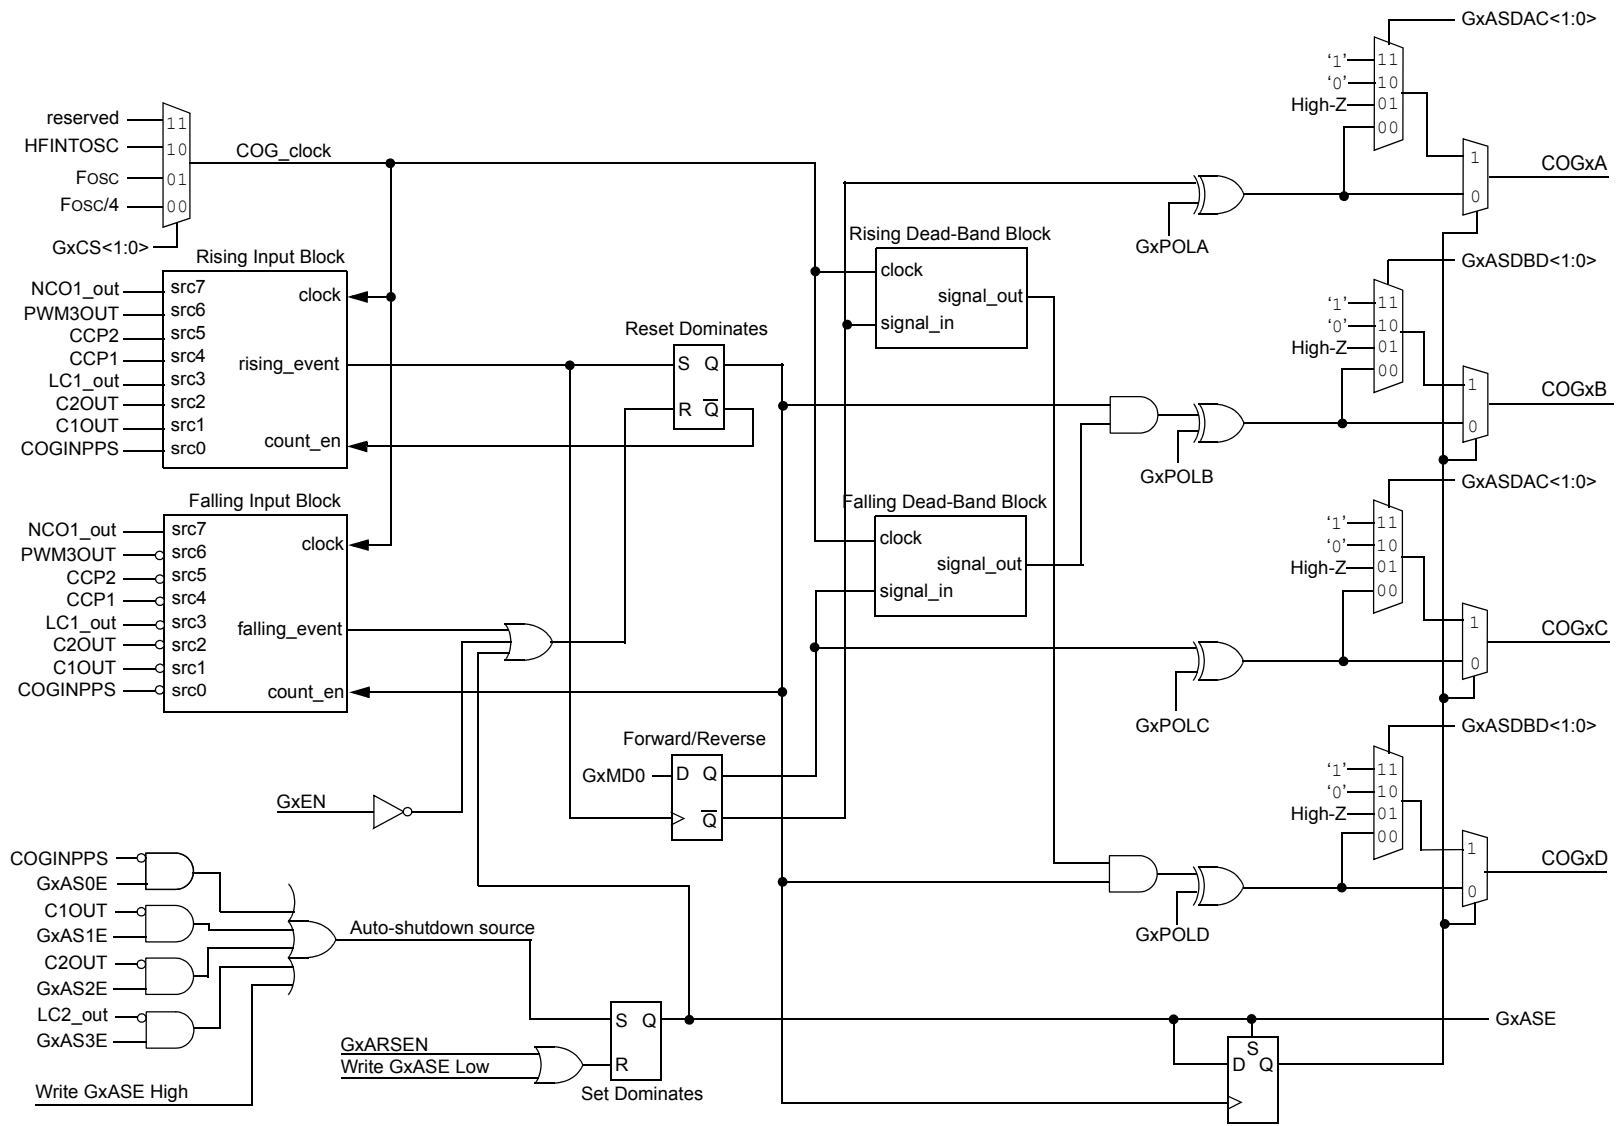 GxASDAC<1:0>
'1'
11
'0'
10
High-Z
01
00
1
0
COGxA
GxPOLA
reserved
11
HFINTOSC
10
FOSC
01
FOSC/4
00
GxCS<1:0>
COG_clock
Rising Input Block
NCO1_out
src7
PWM3OUT
src6
CCP2
src5
CCP1
src4
LC1_out
src3
C2OUT
src2
C1OUT
src1
COGINPPS
src0
clock
rising_event
count_en
Reset Dominates
S Q
R Q
Rising Dead-Band Block
clock
signal_out
signal_in
GxASDBD<1:0>
'1'
11
'0'
10
High-Z
01
00
1
0
COGxB
GxPOLB
Falling Input Block
NCO1_out
src7
PWM3OUT
src6
CCP2
src5
CCP1
src4
LC1_out
src3
C2OUT
src2
C1OUT
src1
COGINPPS
src0
clock
falling_event
count_en
Falling Dead-Band Block
clock
signal_out
signal_in
GxASDAC<1:0>
'1'
11
'0'
10
High-Z
01
00
1
0
COGxC
GxPOLC
Forward/Reverse
GxMD0
D Q
Q
GxEN
GxASDBD<1:0>
'1'
11
'0'
10
High-Z
01
00
1
0
COGxD
GxPOLD
COGINPPS
GxAS0E
C1OUT
GxAS1E
C2OUT
GxAS2E
LC2_out
GxAS3E
Write GxASE High
Auto-shutdown source
GxARSEN
Write GxASE Low
S Q
R
Set Dominates
GxASE
S
D Q